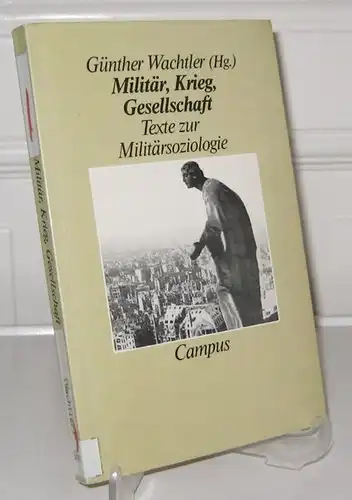 Günther Wachtler (Hg.)
Militär, Krieg,
Gesellschaft
Texte zur
Militärsoziologie
Campus
Militär, Krieg, Gesellschaft